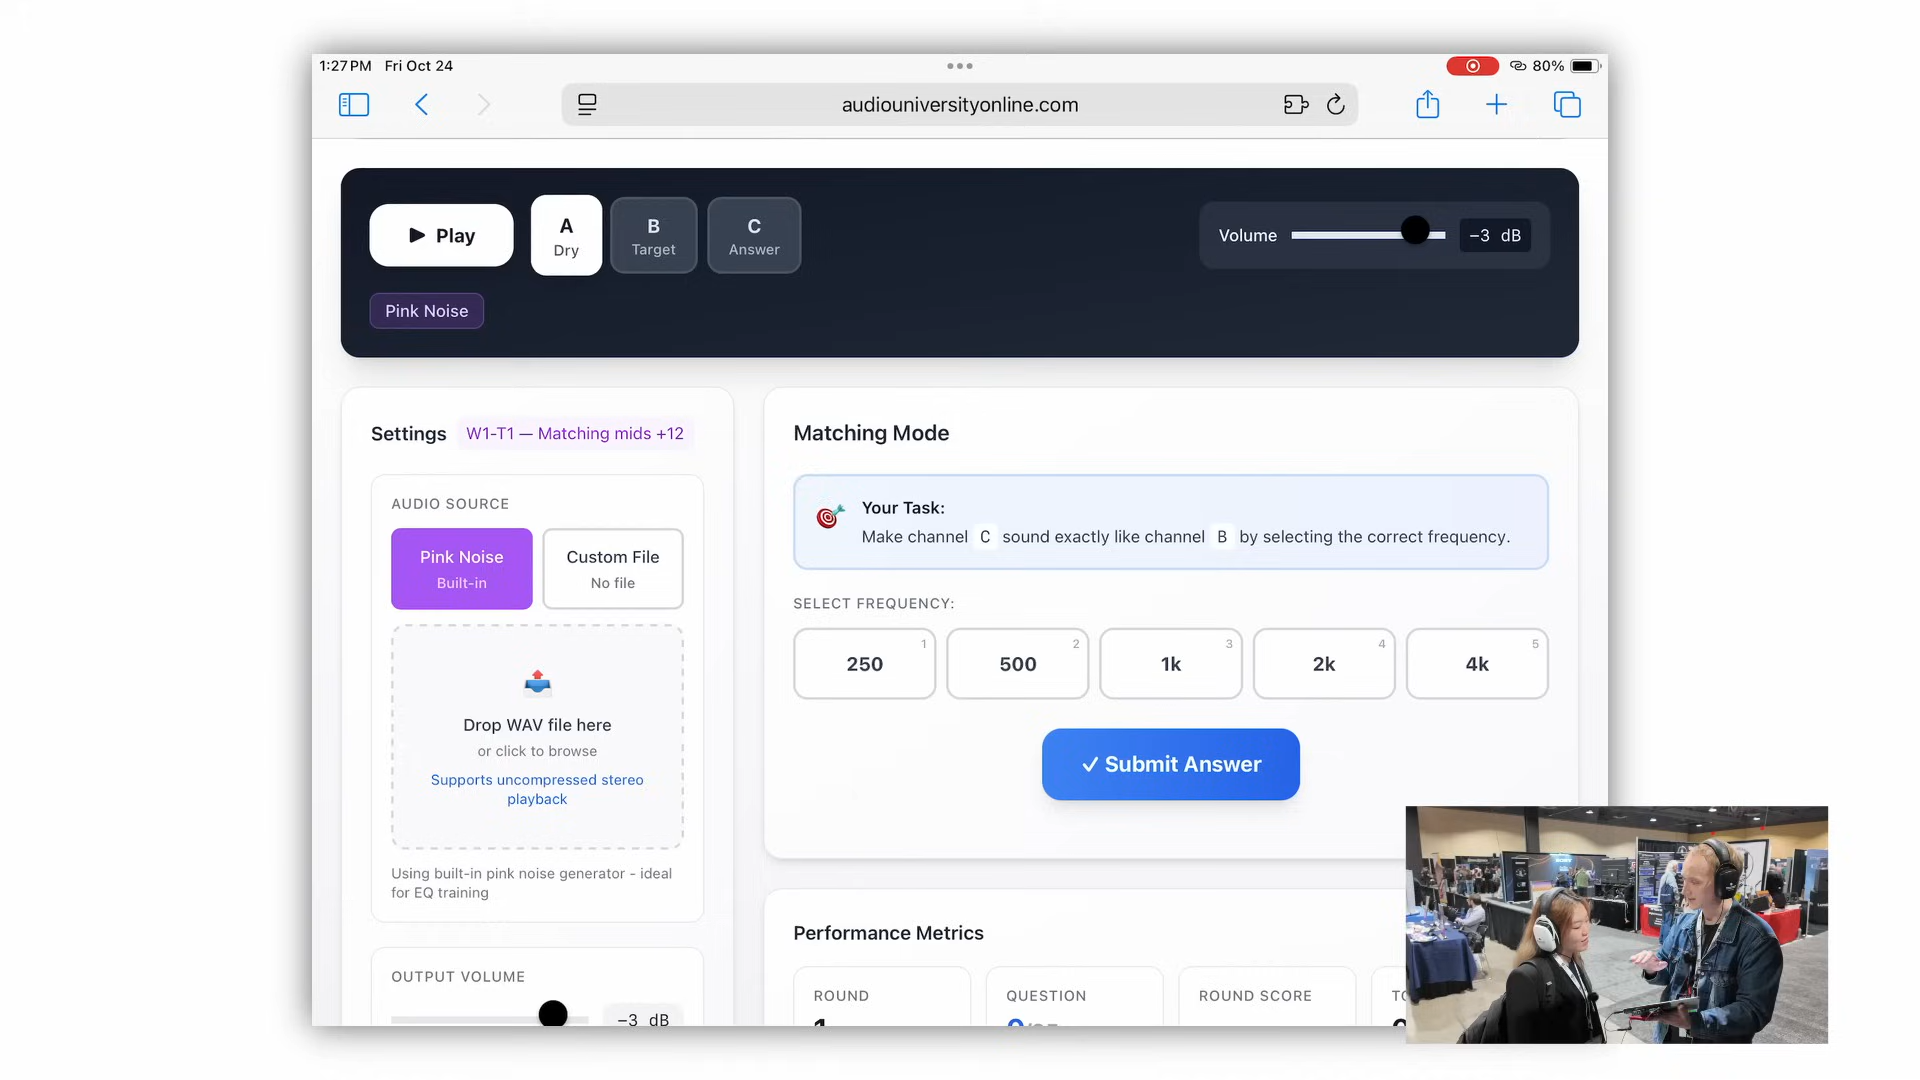 1:27 PM Fri Oct 24
80%
audiouniversityonline.com
Play
A
Dry
B
Target
C
Answer
Volume
−3 dB
Pink Noise
Settings
W1-T1 — Matching mids +12
AUDIO SOURCE
Pink Noise
Built-in
Custom File
No file
Drop WAV file here
or click to browse
Supports uncompressed stereo
playback
Using built-in pink noise generator - ideal
for EQ training
OUTPUT VOLUME
−3 dB
Matching Mode
Your Task:
Make channel C sound exactly like channel B by selecting the correct frequency.
SELECT FREQUENCY:
250 1
500 2
1k 3
2k 4
4k 5
✓ Submit Answer
Performance Metrics
ROUND
1
QUESTION
ROUND SCORE